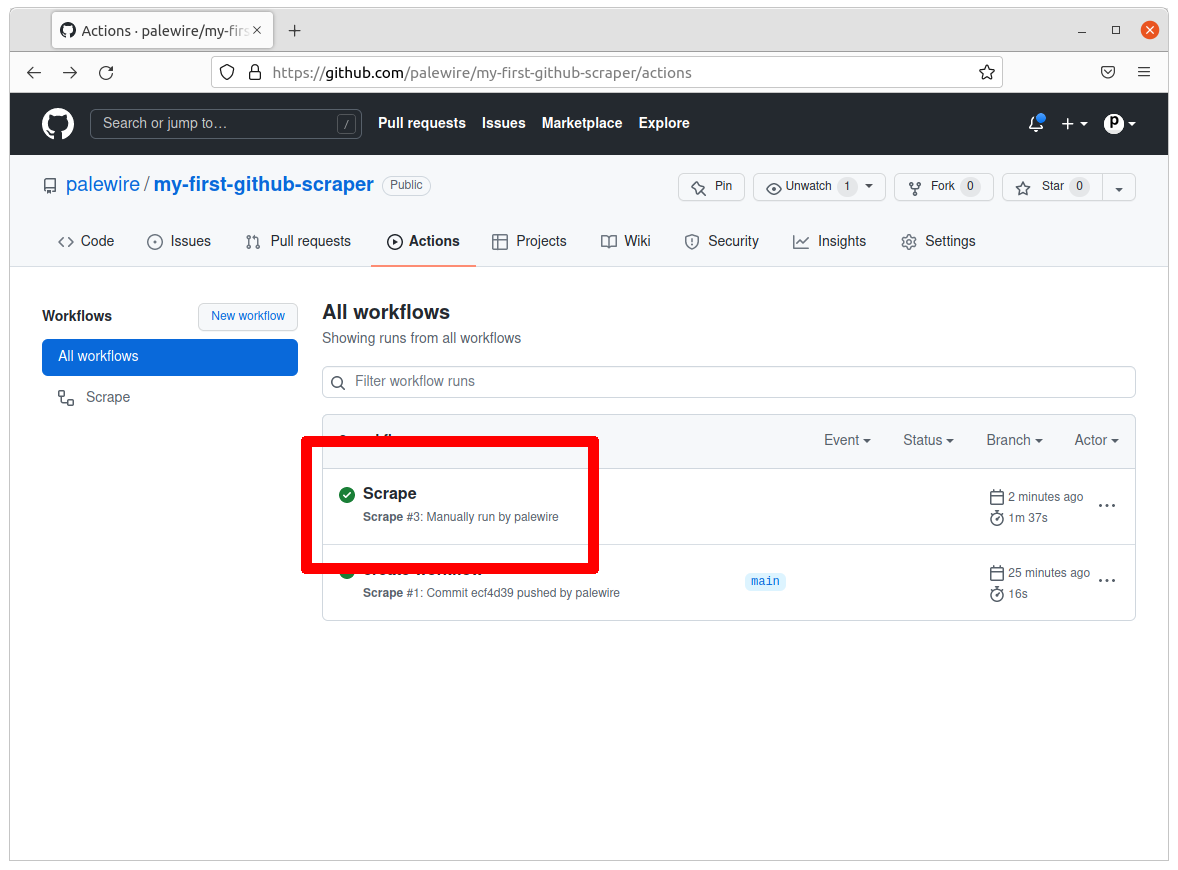 Actions · palewire/my-firs
https://github.com/palewire/my-first-github-scraper/actions
Search or jump to…
/
Pull requests
Issues
Marketplace
Explore
p
palewire / my-first-github-scraper
Public
Pin
Unwatch 1
Fork 0
Star 0
Code
Issues
Pull requests
Actions
Projects
Wiki
Security
Insights
Settings
Workflows
New workflow
All workflows
Scrape
All workflows
Showing runs from all workflows
Filter workflow runs
Event
Status
Branch
Actor
Scrape
Scrape #3: Manually run by palewire
2 minutes ago
1m 37s
Scrape #1: Commit ecf4d39 pushed by palewire
main
25 minutes ago
16s